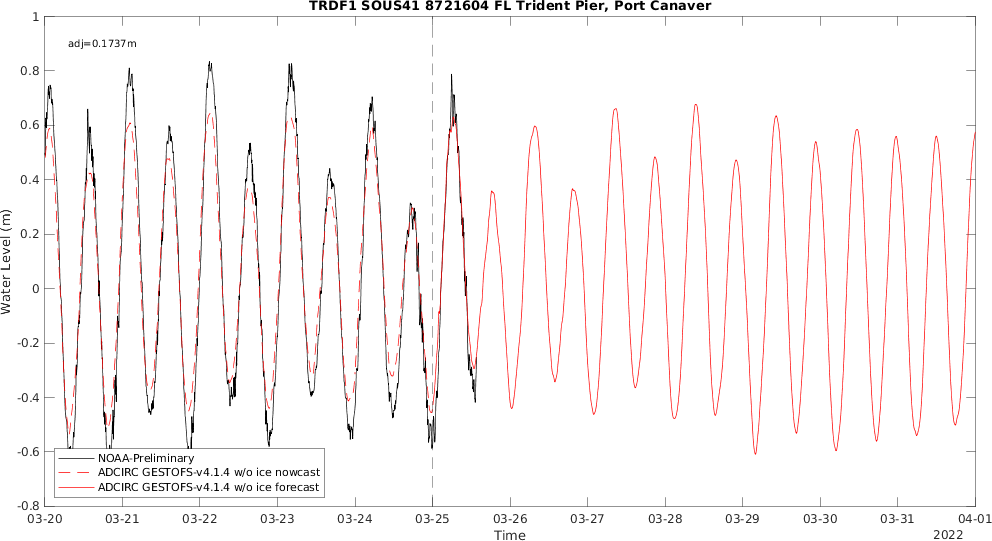 TRDF1 SOUS41 8721604 FL Trident Pier, Port Canaver
adj=0.1737m
Water Level (m)
1
0.8
0.6
0.4
0.2
0
-0.2
-0.4
-0.6
-0.8
NOAA-Preliminary
ADCIRC GESTOFS-v4.1.4 w/o ice nowcast
ADCIRC GESTOFS-v4.1.4 w/o ice forecast
03-20 03-21 03-22 03-23 03-24 03-25 03-26 03-27 03-28 03-29 03-30 03-31 04-01
Time
2022